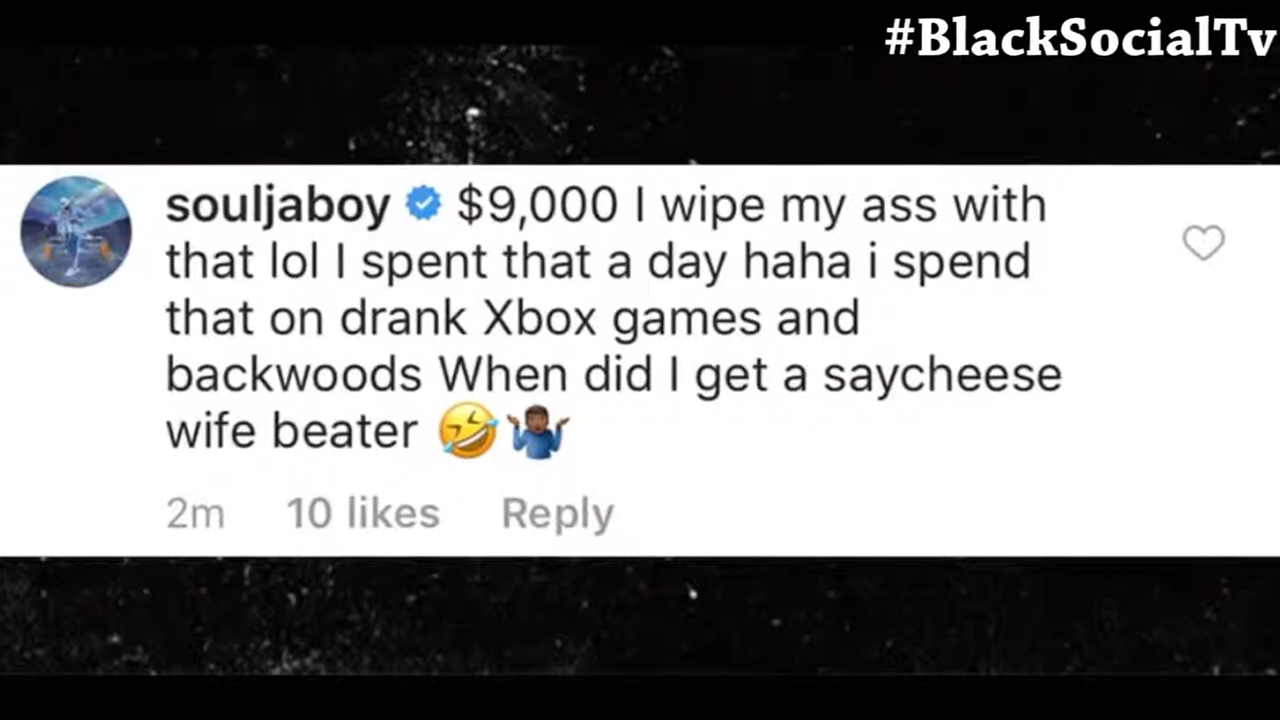 #BlackSocialTv
souljaboy $9,000 I wipe my ass with
that lol I spent that a day haha i spend
that on drank Xbox games and
backwoods When did I get a saycheese
wife beater 🤣🤷🏾‍♂️
2m 10 likes Reply